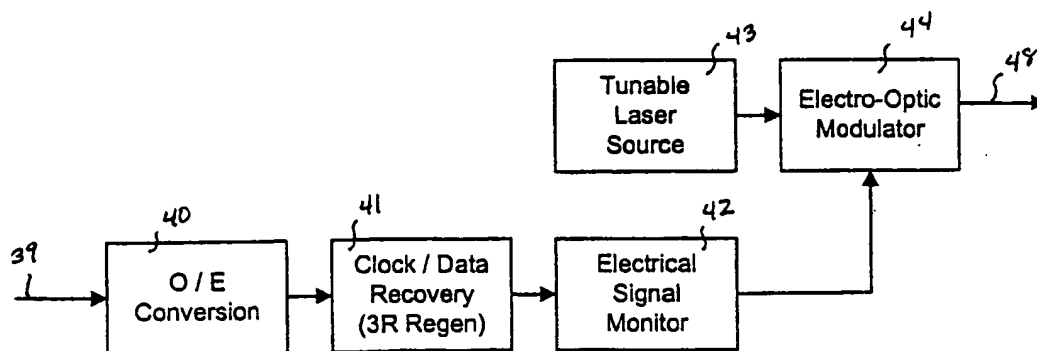 43
Tunable
Laser
Source
44
Electro-Optic
Modulator
48
39
40
O / E
Conversion
41
Clock / Data
Recovery
(3R Regen)
42
Electrical
Signal
Monitor